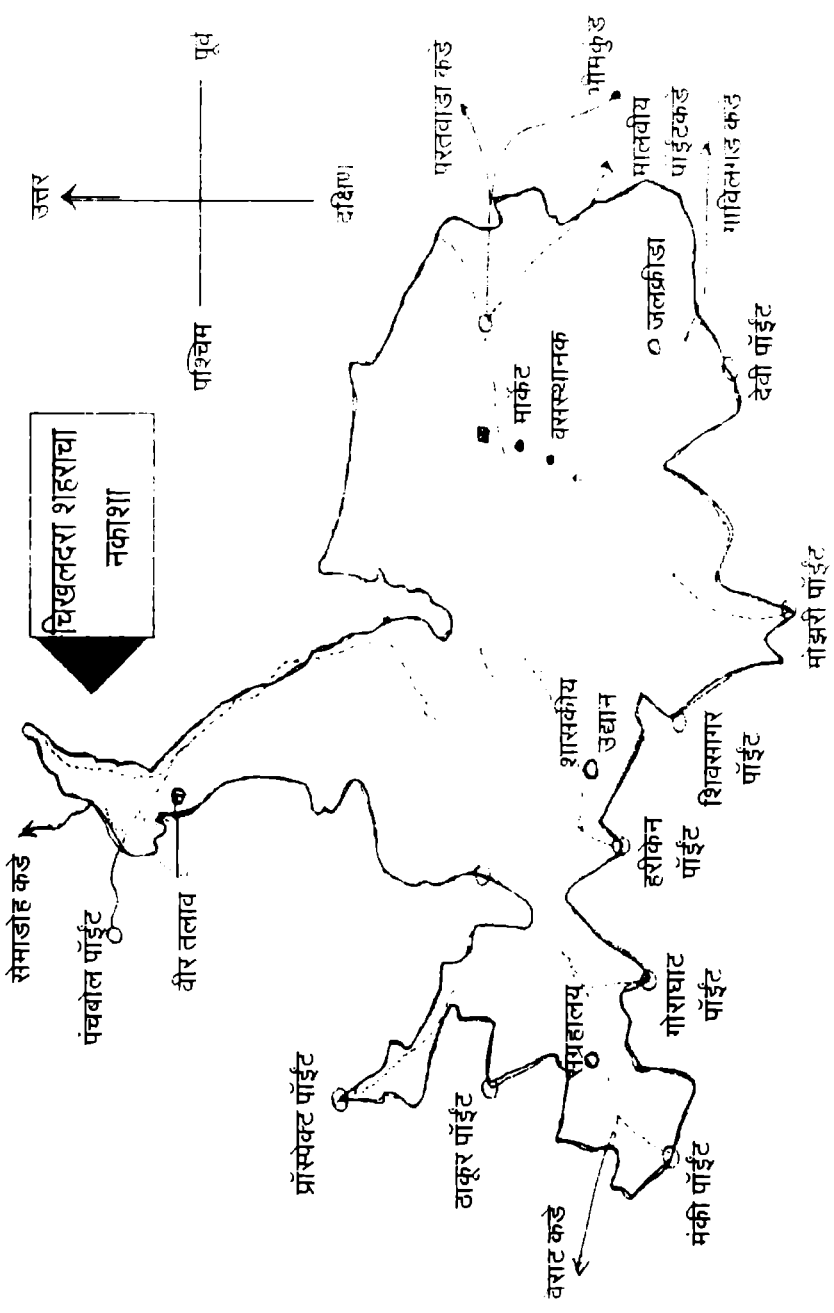 चिखलदरा शहराचा
नकाशा
उत्तर
पूर्व
पश्चिम
दक्षिण
सेमाडोह कडे
पंचबोल पॉईंट
वीर तलाव
प्रॉस्पेक्ट पॉईंट
ठाकूर पॉईंट
वैराट कडे
मंकी पॉईंट
संग्रहालय
गोराघाट
पॉईंट
हरीकेन
पॉईंट
शासकीय
उद्यान
शिवसागर
पॉईंट
मोझरी पॉईंट
मार्केट
बसस्थानक
जलक्रीडा
देवी पॉईंट
परतवाडा कडे
भीमकुंड
मालवीय
पाईंटकडे
गाविलगड कडे